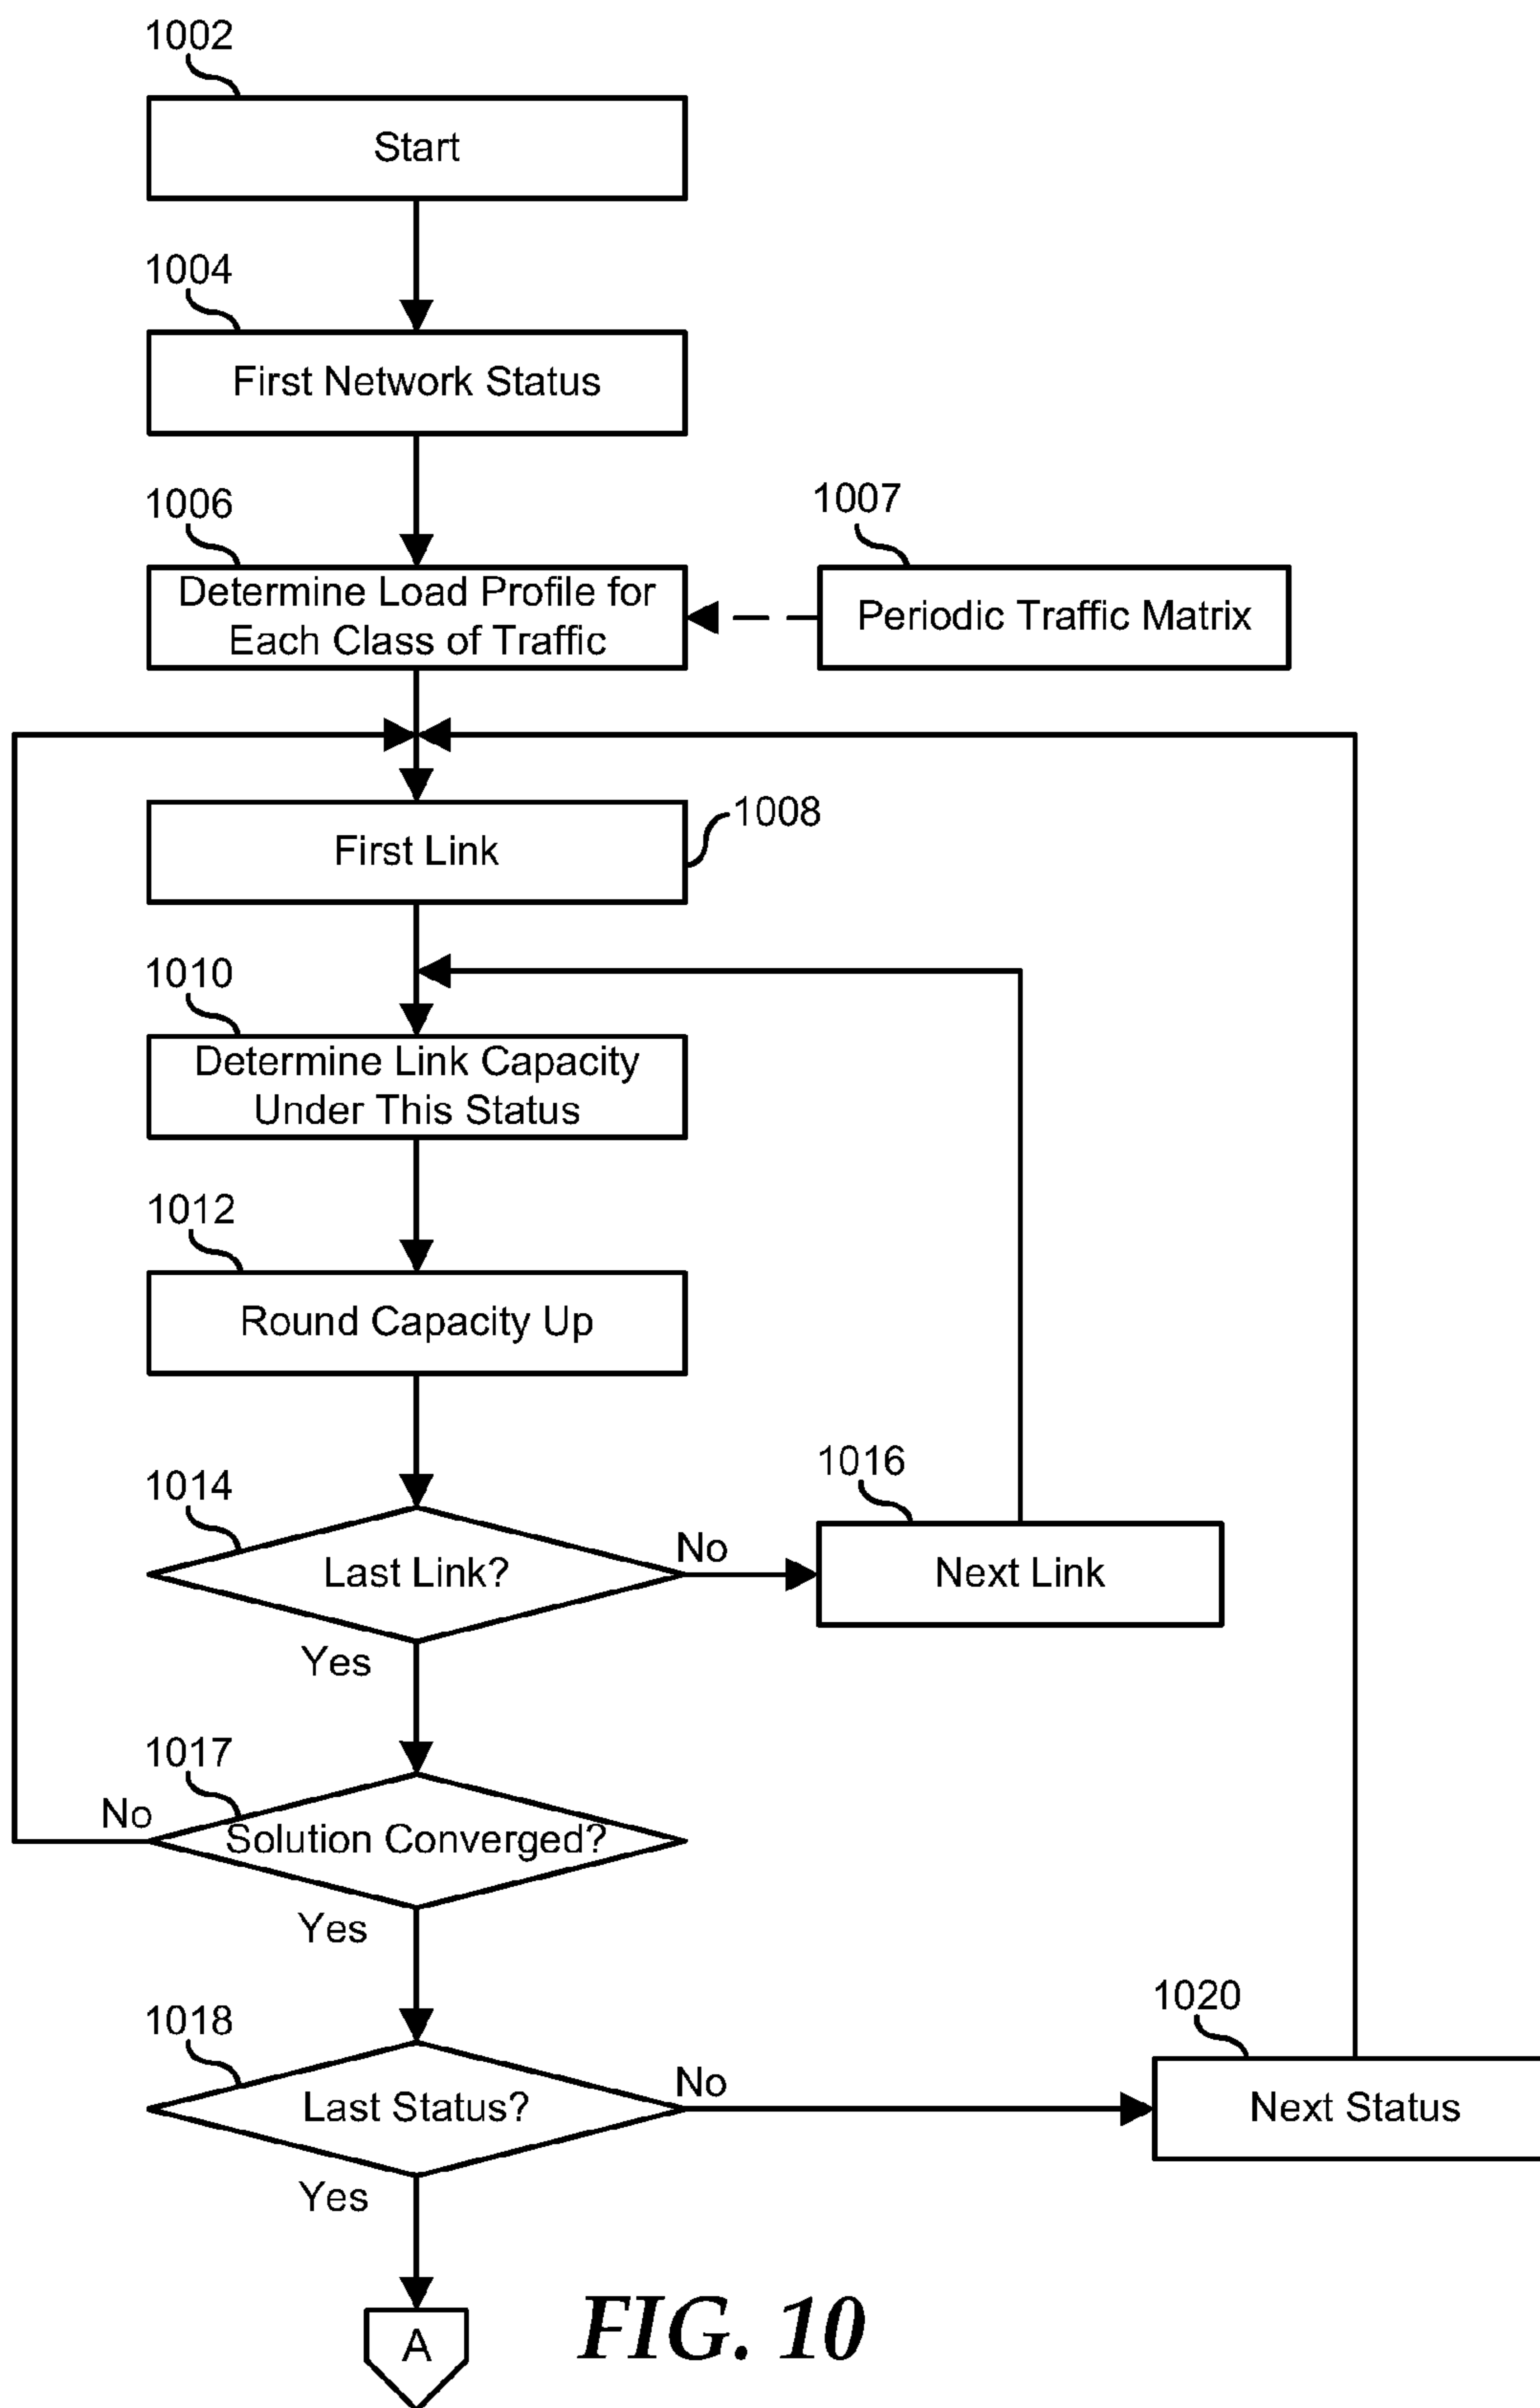 1002
Start
1004
First Network Status
1006
1007
Determine Load Profile for
Each Class of Traffic
Periodic Traffic Matrix
First Link
1008
1010
Determine Link Capacity
Under This Status
1012
Round Capacity Up
1014
Last Link?
No
1016
Next Link
Yes
1017
No
Solution Converged?
Yes
1018
Last Status?
No
1020
Next Status
Yes
A
FIG. 10